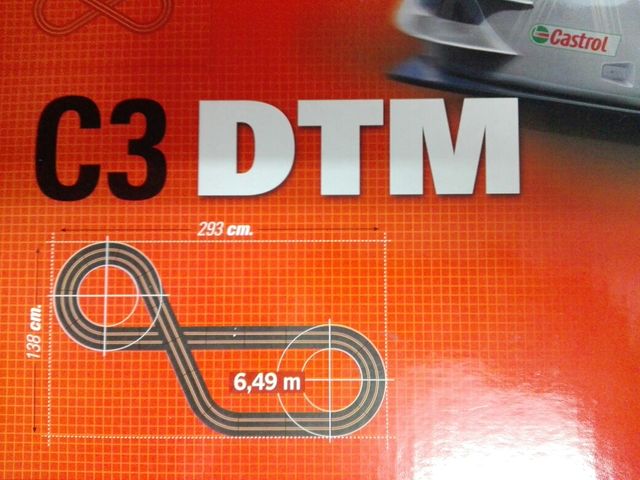 Castrol
C3 DTM
293 cm.
138 cm.
6,49 m